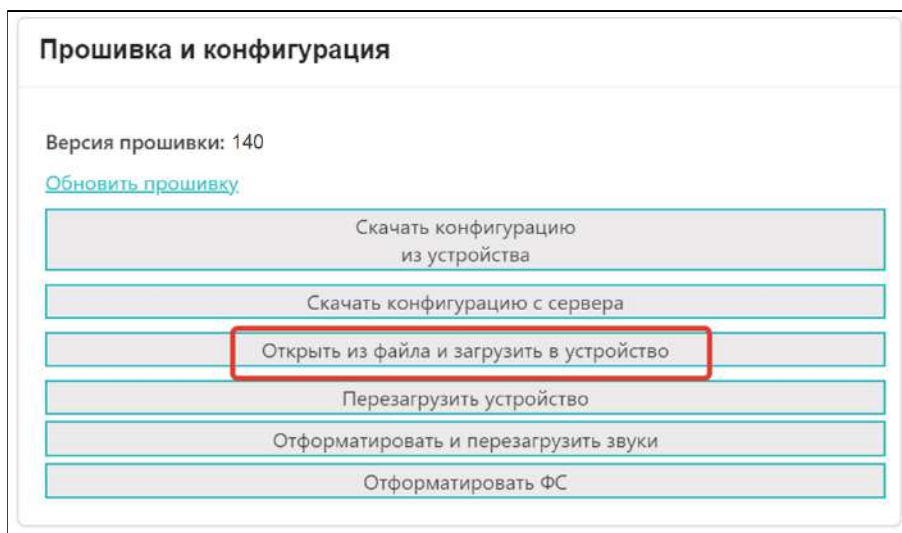 Прошивка и конфигурация
Версия прошивки: 140
Обновить прошивку
Скачать конфигурацию
из устройства
Скачать конфигурацию с сервера
Открыть из файла и загрузить в устройство
Перезагрузить устройство
Отформатировать и перезагрузить звуки
Отформатировать ФС